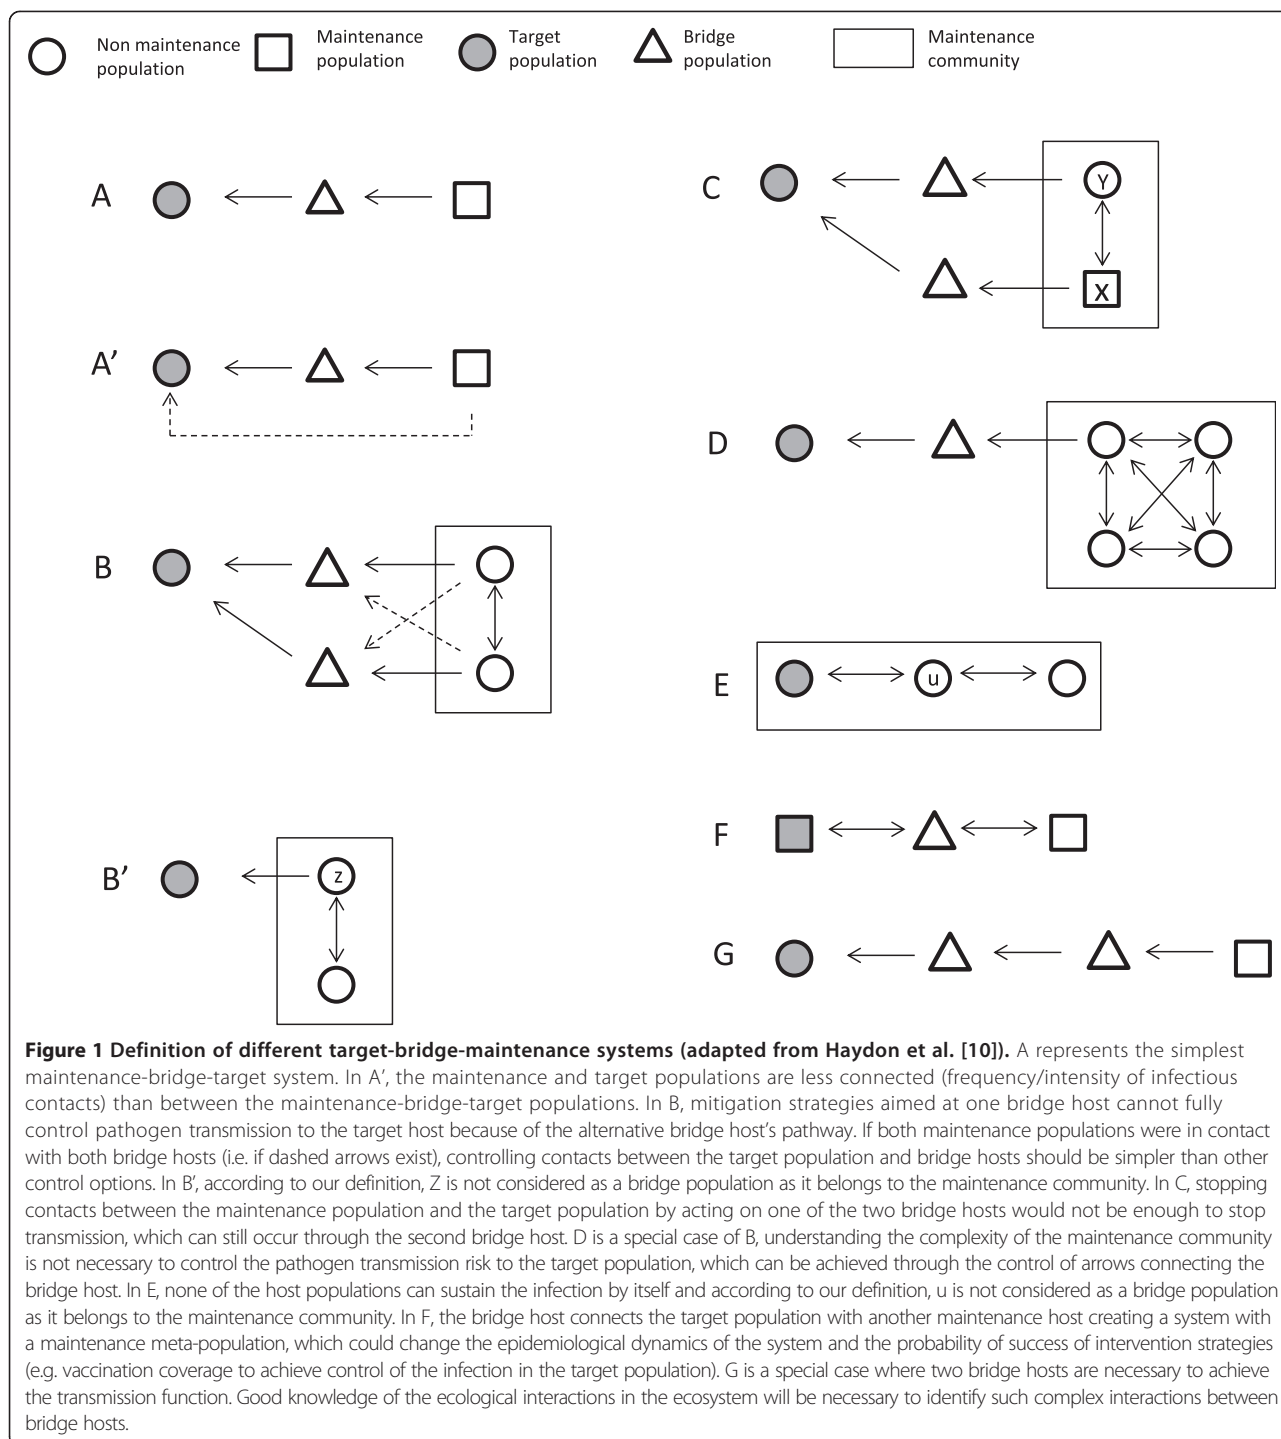 Non maintenance
population
Maintenance
population
Target
population
Bridge
population
Maintenance
community
A
A’
B
B’
z
C
Y
X
D
E
u
F
G
Figure 1 Definition of different target-bridge-maintenance systems (adapted from Haydon et al. [10]). A represents the simplest
maintenance-bridge-target system. In A’, the maintenance and target populations are less connected (frequency/intensity of infectious
contacts) than between the maintenance-bridge-target populations. In B, mitigation strategies aimed at one bridge host cannot fully
control pathogen transmission to the target host because of the alternative bridge host’s pathway. If both maintenance populations were in contact
with both bridge hosts (i.e. if dashed arrows exist), controlling contacts between the target population and bridge hosts should be simpler than other
control options. In B’, according to our definition, Z is not considered as a bridge population as it belongs to the maintenance community. In C, stopping
contacts between the maintenance population and the target population by acting on one of the two bridge hosts would not be enough to stop
transmission, which can still occur through the second bridge host. D is a special case of B, understanding the complexity of the maintenance community
is not necessary to control the pathogen transmission risk to the target population, which can be achieved through the control of arrows connecting the
bridge host. In E, none of the host populations can sustain the infection by itself and according to our definition, u is not considered as a bridge population
as it belongs to the maintenance community. In F, the bridge host connects the target population with another maintenance host creating a system with
a maintenance meta-population, which could change the epidemiological dynamics of the system and the probability of success of intervention strategies
(e.g. vaccination coverage to achieve control of the infection in the target population). G is a special case where two bridge hosts are necessary to achieve
the transmission function. Good knowledge of the ecological interactions in the ecosystem will be necessary to identify such complex interactions between
bridge hosts.